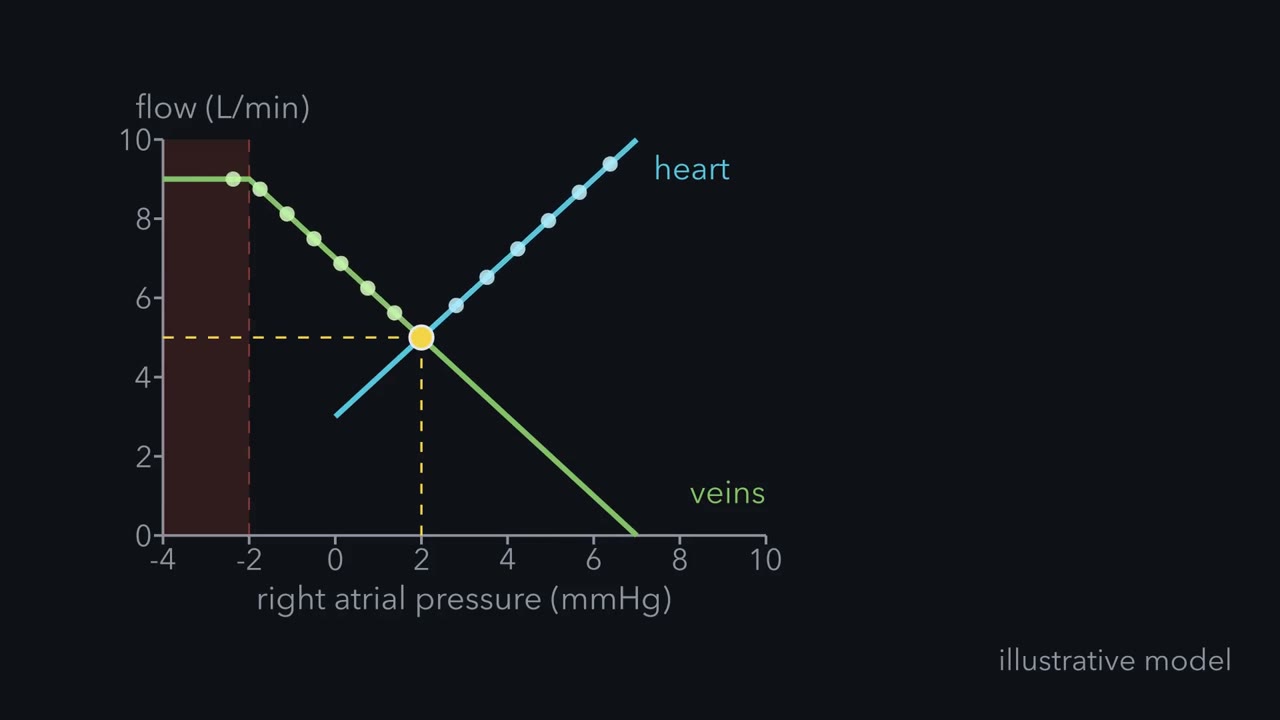 flow (L/min)
10
heart
8
6
4
2
veins
0
-4 -2 0 2 4 6 8 10
right atrial pressure (mmHg)
illustrative model